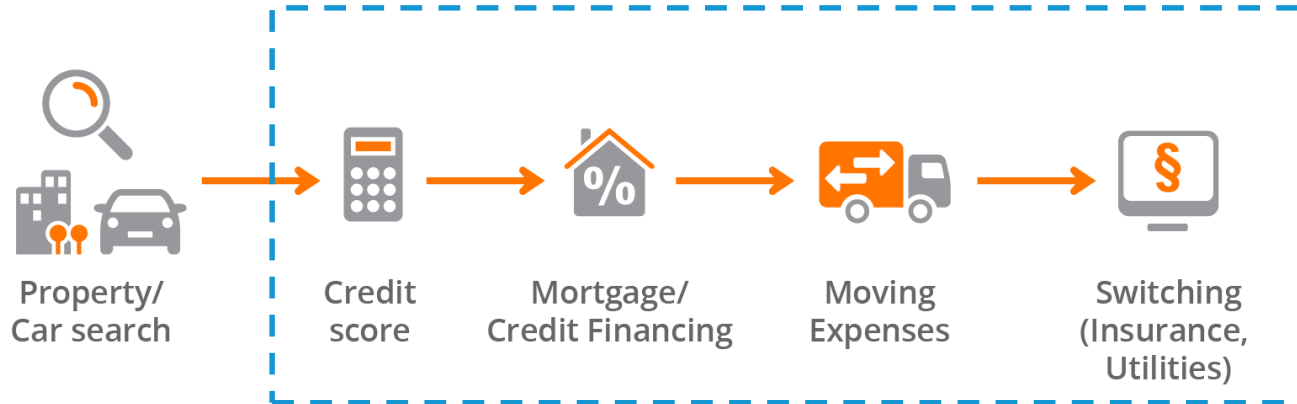 %
§
Property/
Car search
Credit
score
Mortgage/
Credit Financing
Moving
Expenses
Switching
(Insurance,
Utilities)